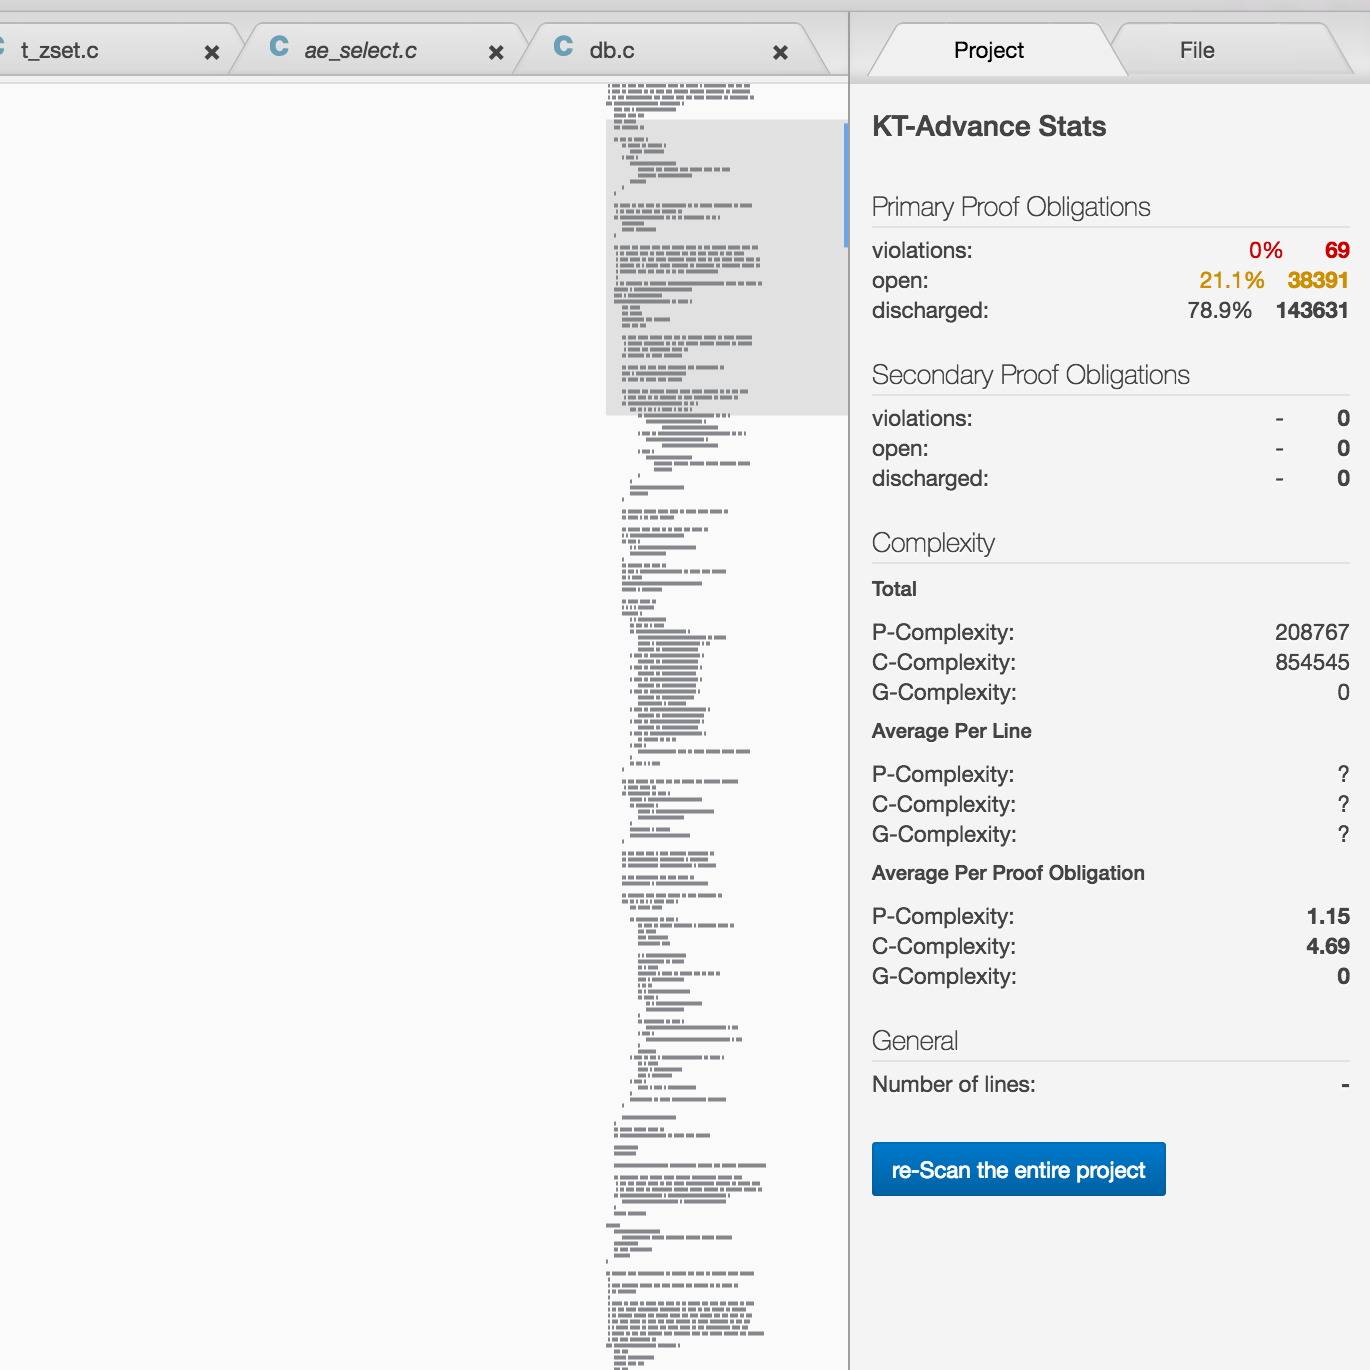 C t_zset.c × C ae_select.c × C db.c × Project File
KT-Advance Stats
Primary Proof Obligations
violations: 0% 69
open: 21.1% 38391
discharged: 78.9% 143631
Secondary Proof Obligations
violations: - 0
open: - 0
discharged: - 0
Complexity
Total
P-Complexity: 208767
C-Complexity: 854545
G-Complexity: 0
Average Per Line
P-Complexity: ?
C-Complexity: ?
G-Complexity: ?
Average Per Proof Obligation
P-Complexity: 1.15
C-Complexity: 4.69
G-Complexity: 0
General
Number of lines: -
re-Scan the entire project